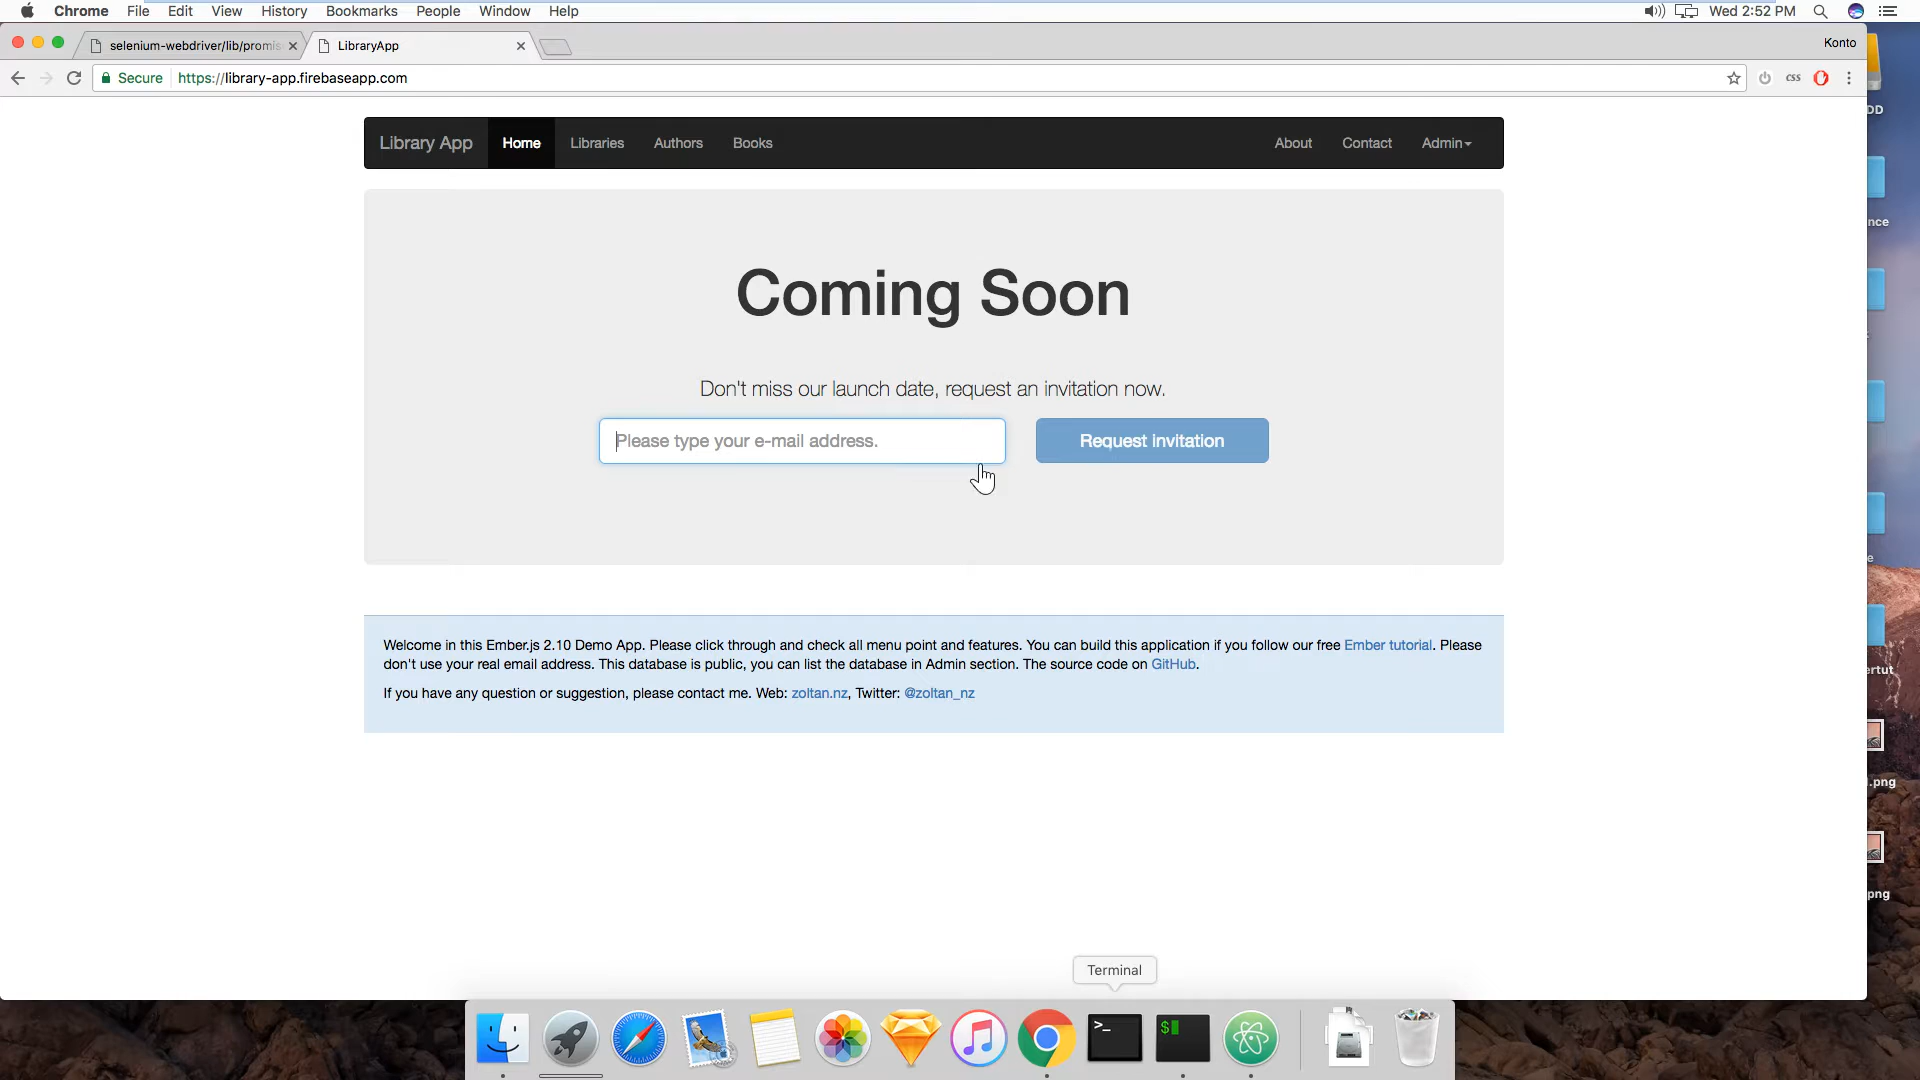 Chrome File Edit View History Bookmarks People Window Help Wed 2:52 PM
selenium-webdriver/lib/promis LibraryApp Konto
Secure https://library-app.firebaseapp.com css
Library App Home Libraries Authors Books About Contact Admin
Coming Soon
Don't miss our launch date, request an invitation now.
Please type your e-mail address. Request invitation
Welcome in this Ember.js 2.10 Demo App. Please click through and check all menu point and features. You can build this application if you follow our free Ember tutorial. Please
don't use your real email address. This database is public, you can list the database in Admin section. The source code on GitHub.
If you have any question or suggestion, please contact me. Web: zoltan.nz, Twitter: @zoltan_nz
DD
nce
e
rtut
.png
png
Terminal
>_ $